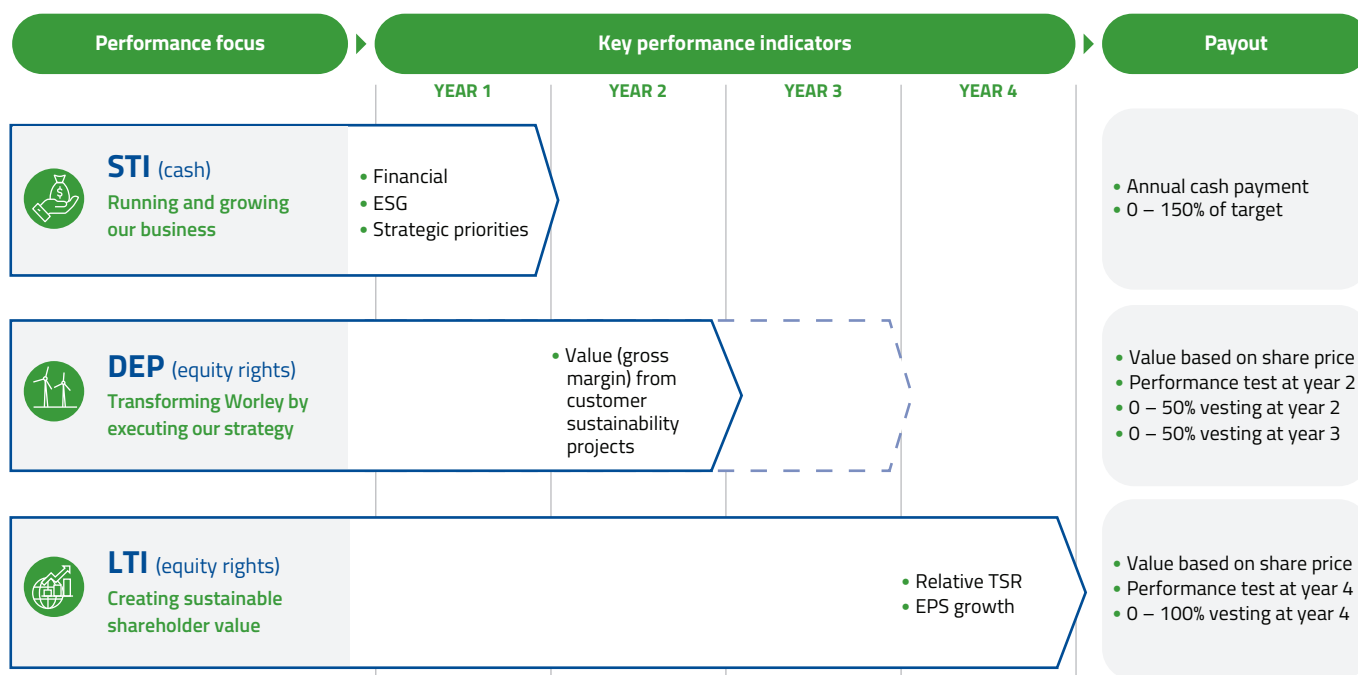 Performance focus
Key performance indicators
Payout
YEAR 1
YEAR 2
YEAR 3
YEAR 4
STI (cash)
Running and growing
our business
• Financial
• ESG
• Strategic priorities
• Annual cash payment
• 0 – 150% of target
DEP (equity rights)
Transforming Worley by
executing our strategy
• Value (gross
margin) from
customer
sustainability
projects
• Value based on share price
• Performance test at year 2
• 0 – 50% vesting at year 2
• 0 – 50% vesting at year 3
LTI (equity rights)
Creating sustainable
shareholder value
• Relative TSR
• EPS growth
• Value based on share price
• Performance test at year 4
• 0 – 100% vesting at year 4